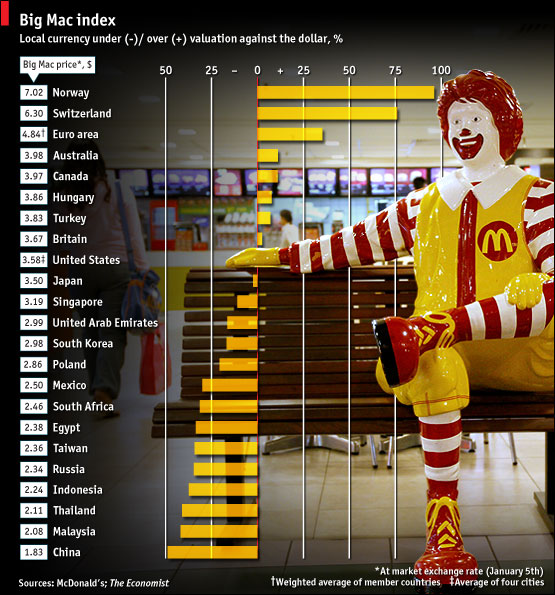 Big Mac index
Local currency under (-)/ over (+) valuation against the dollar, %
Big Mac price*, $
50 25 – 0 + 25 50 75 100
7.02 Norway
6.30 Switzerland
4.84† Euro area
3.98 Australia
3.97 Canada
3.86 Hungary
3.83 Turkey
3.67 Britain
3.58‡ United States
3.50 Japan
3.19 Singapore
2.99 United Arab Emirates
2.98 South Korea
2.86 Poland
2.50 Mexico
2.46 South Africa
2.38 Egypt
2.36 Taiwan
2.34 Russia
2.24 Indonesia
2.11 Thailand
2.08 Malaysia
1.83 China
*At market exchange rate (January 5th)
Sources: McDonald's; The Economist
†Weighted average of member countries ‡Average of four cities